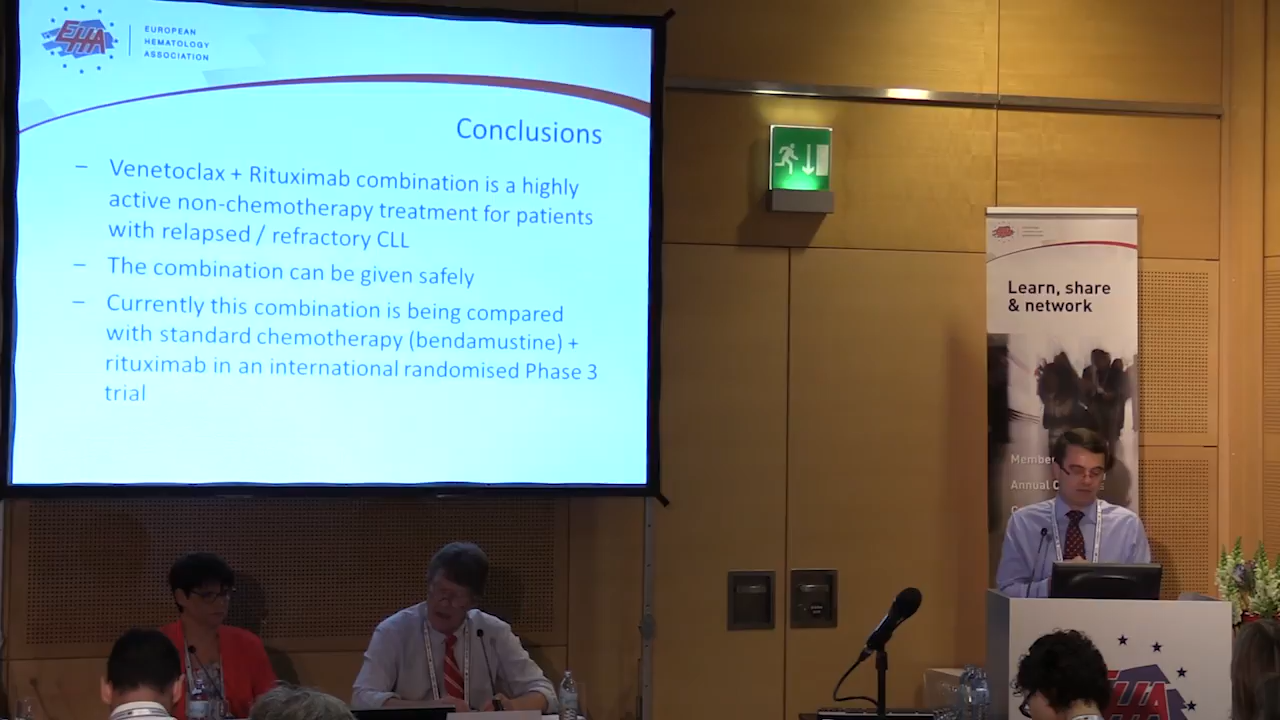 EHA
EUROPEAN
HEMATOLOGY
ASSOCIATION
Conclusions
– Venetoclax + Rituximab combination is a highly
active non-chemotherapy treatment for patients
with relapsed / refractory CLL
– The combination can be given safely
– Currently this combination is being compared
with standard chemotherapy (bendamustine) +
rituximab in an international randomised Phase 3
trial
Learn, share
& network
Member
Annual C
EHA